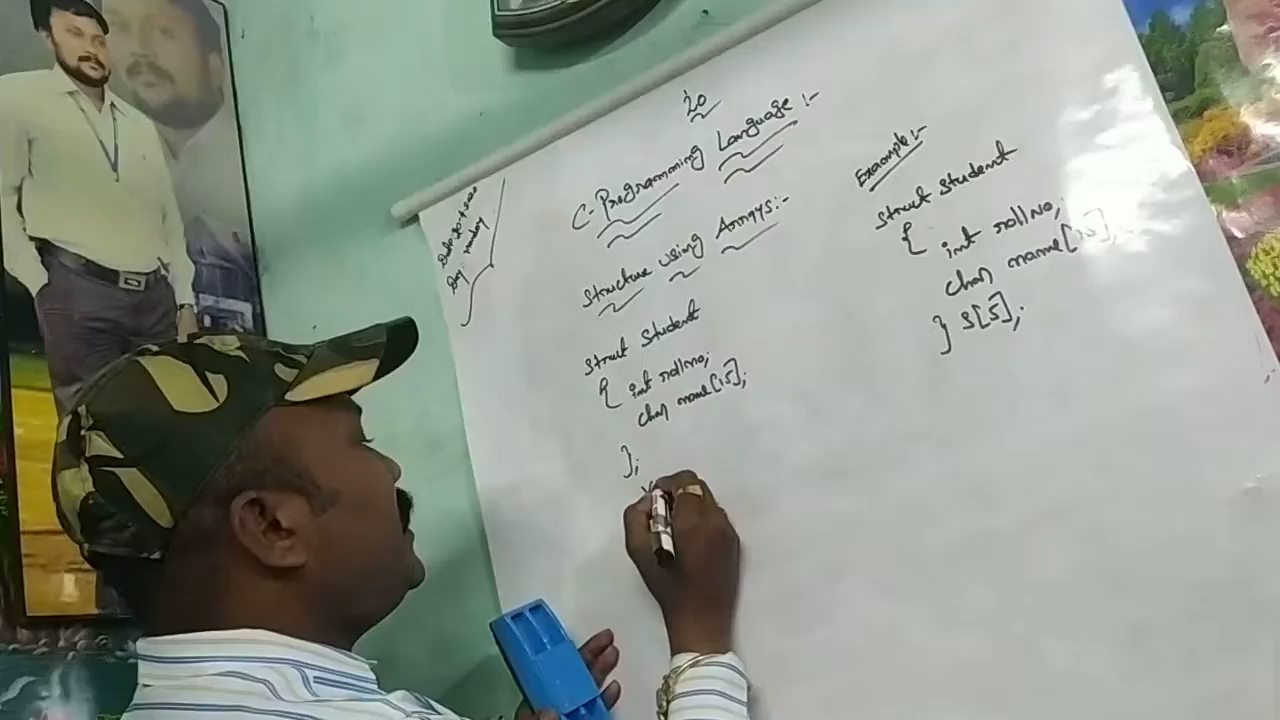 20
C-Programming Language :-
Structure using Arrays:-
Struct Student
{ int rollno;
char name[15];
};
Example:-
Struct Student
{ int rollNo;
char name[15];
} S[5];